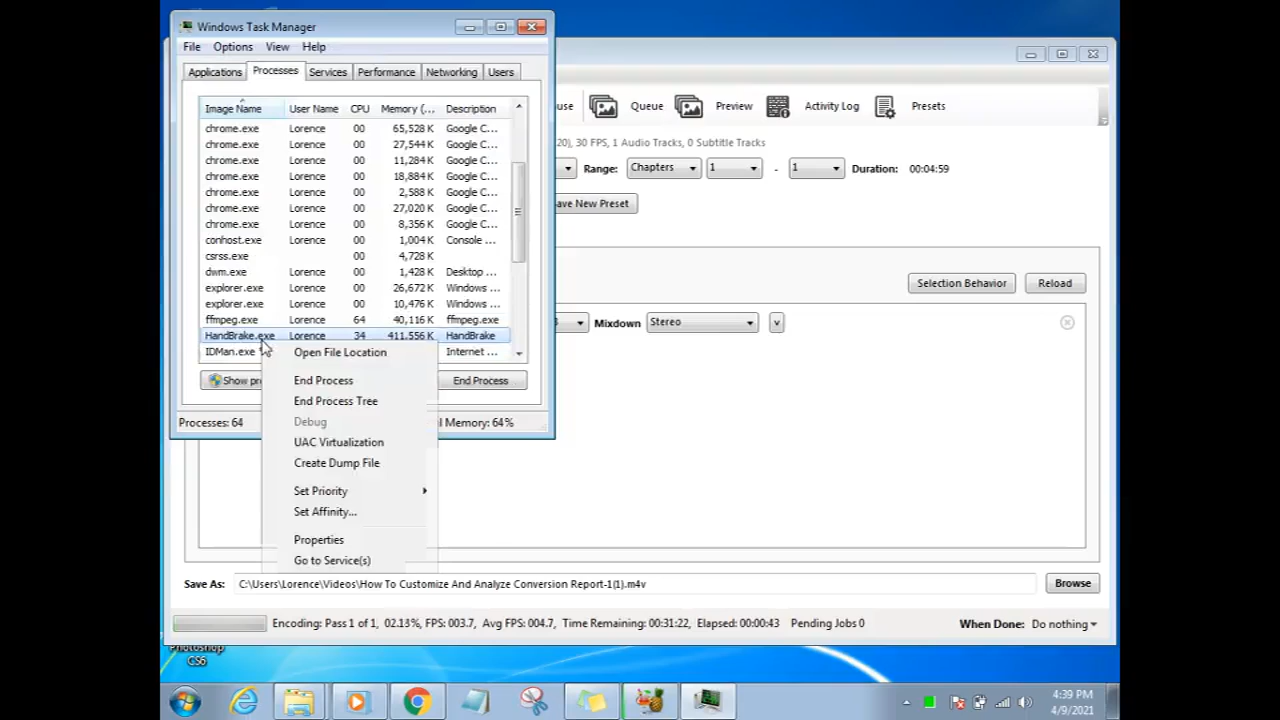 Windows Task Manager
File Options View Help
Applications Processes Services Performance Networking Users
Image Name User Name CPU Memory (... Description
chrome.exe Lorence 00 65,528 K Google C...
chrome.exe Lorence 00 27,544 K Google C...
chrome.exe Lorence 00 11,284 K Google C...
chrome.exe Lorence 00 18,884 K Google C...
chrome.exe Lorence 00 2,588 K Google C...
chrome.exe Lorence 00 27,020 K Google C...
chrome.exe Lorence 00 8,356 K Google C...
conhost.exe Lorence 00 1,004 K Console ...
csrss.exe 00 4,728 K
dwm.exe Lorence 00 1,428 K Desktop ...
explorer.exe Lorence 00 26,672 K Windows ...
explorer.exe Lorence 00 10,476 K Windows ...
ffmpeg.exe Lorence 64 40,116 K ffmpeg.exe
HandBrake.exe Lorence 34 411,556 K HandBrake
IDMan.exe Internet ...
Show End Process
Processes: 64 Memory: 64%
Open File Location
End Process
End Process Tree
Debug
UAC Virtualization
Create Dump File
Set Priority
Set Affinity...
Properties
Go to Service(s)
Queue Preview Activity Log Presets
20), 30 FPS, 1 Audio Tracks, 0 Subtitle Tracks
Range: Chapters 1 - 1 Duration: 00:04:59
ave New Preset
Selection Behavior Reload
Mixdown Stereo v
Save As: C:\Users\Lorence\Videos\How To Customize And Analyze Conversion Report-1(1).m4v Browse
Encoding: Pass 1 of 1, 02.13%, FPS: 003.7, Avg FPS: 004.7, Time Remaining: 00:31:22, Elapsed: 00:00:43 Pending Jobs 0 When Done: Do nothing
Photoshop
CS6
4:39 PM
4/9/2021